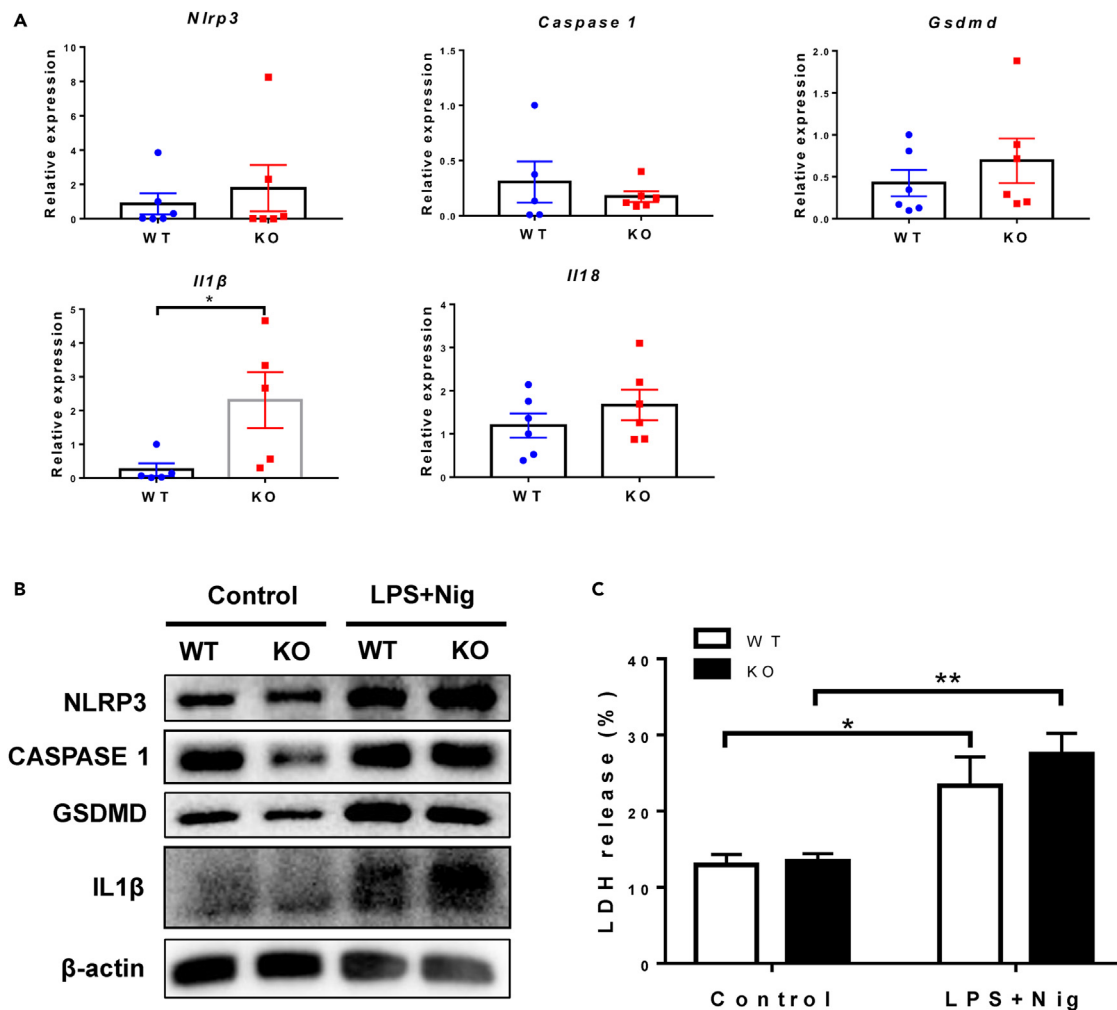 A
Nlrp3
Relative expression
10
8
6
4
2
0
WT
KO
Caspase 1
Relative expression
1.5
1.0
0.5
0.0
WT
KO
Gsdmd
Relative expression
2.0
1.5
1.0
0.5
0.0
WT
KO
Il1β
Relative expression
5
4
3
2
1
0
*
WT
KO
Il18
Relative expression
4
3
2
1
0
WT
KO
B
Control LPS+Nig
WT KO WT KO
NLRP3
CASPASE 1
GSDMD
IL1β
β-actin
C
WT
KO
LDH release (%)
40
30
20
10
0
*
**
Control LPS+Nig